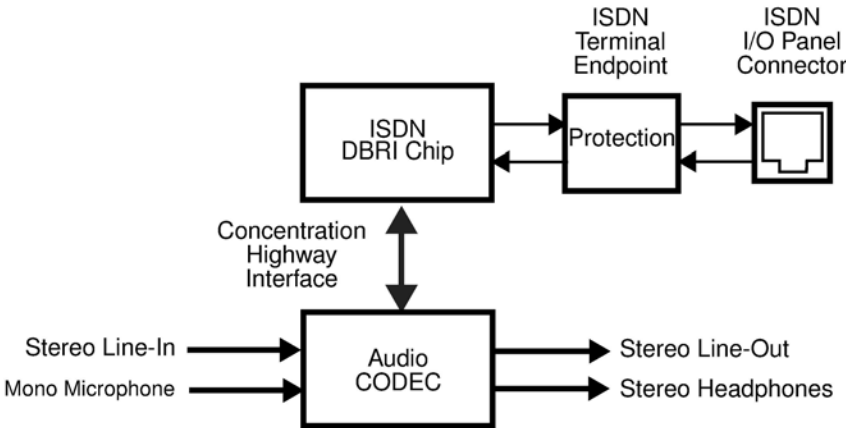 ISDN
Terminal
Endpoint
ISDN
I/O Panel
Connector
ISDN
DBRI Chip
Protection
Concentration
Highway
Interface
Stereo Line-In
Mono Microphone
Audio
CODEC
Stereo Line-Out
Stereo Headphones